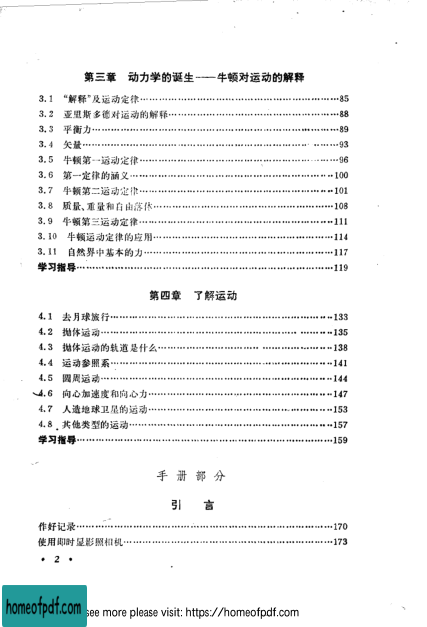 第三章 动力学的诞生——牛顿对运动的解释
3.1 “解释”及运动定律……85
3.2 亚里斯多德对运动的解释……88
3.3 平衡力……89
3.4 矢量……93
3.5 牛顿第一运动定律……96
3.6 第一定律的涵义……100
3.7 牛顿第二运动定律……101
3.8 质量、重量和自由落体……108
3.9 牛顿第三运动定律……111
3.10 牛顿运动定律的应用……114
3.11 自然界中基本的力……117
学习指导……119
第四章 了解运动
4.1 去月球旅行……133
4.2 抛体运动……135
4.3 抛体运动的轨道是什么……138
4.4 运动参照系……141
4.5 圆周运动……144
4.6 向心加速度和向心力……147
4.7 人造地球卫星的运动……153
4.8 其他类型的运动……157
学习指导……159
手册部分
引言
作好记录……170
使用即时显影照相机……173
• 2 •
homeofpdf.com
see more please visit: https://homeofpdf.com